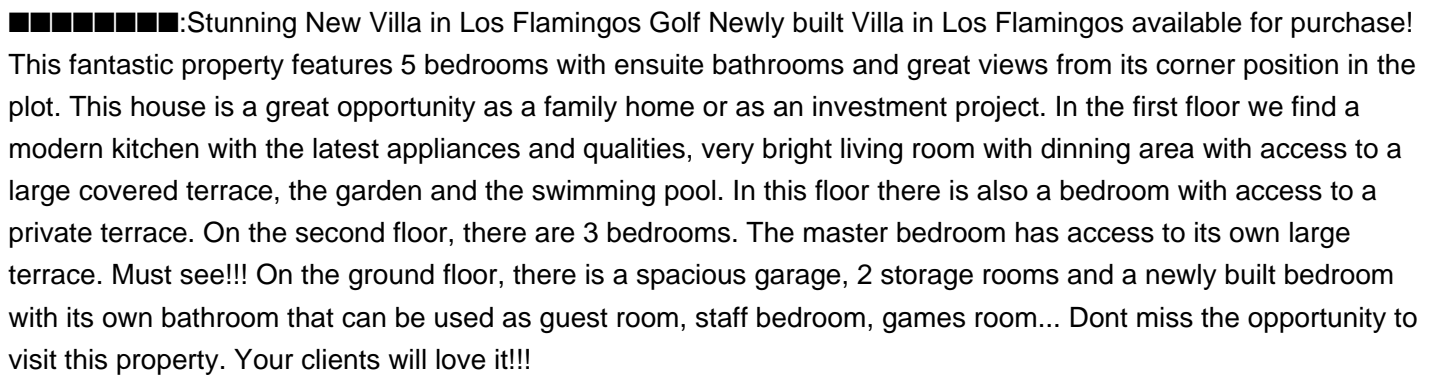 ■■■■■■■■:Stunning New Villa in Los Flamingos Golf Newly built Villa in Los Flamingos available for purchase!
This fantastic property features 5 bedrooms with ensuite bathrooms and great views from its corner position in the
plot. This house is a great opportunity as a family home or as an investment project. In the first floor we find a
modern kitchen with the latest appliances and qualities, very bright living room with dinning area with access to a
large covered terrace, the garden and the swimming pool. In this floor there is also a bedroom with access to a
private terrace. On the second floor, there are 3 bedrooms. The master bedroom has access to its own large
terrace. Must see!!! On the ground floor, there is a spacious garage, 2 storage rooms and a newly built bedroom
with its own bathroom that can be used as guest room, staff bedroom, games room... Dont miss the opportunity to
visit this property. Your clients will love it!!!